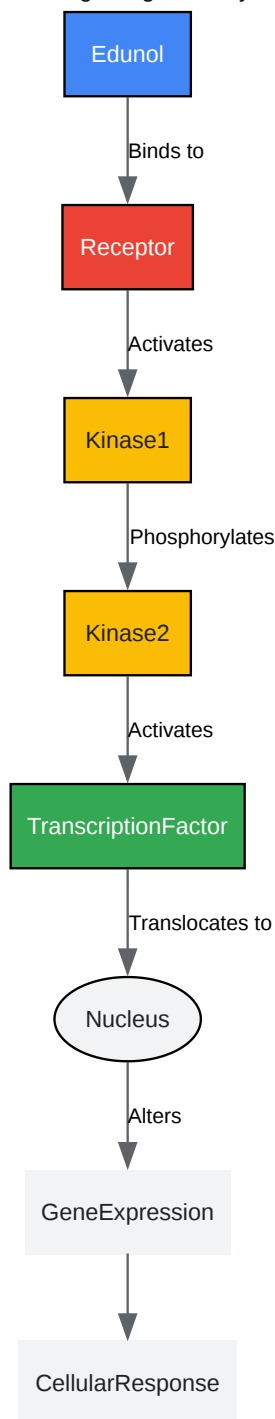 Edunol
Binds to
Receptor
Activates
Kinase1
Phosphorylates
Kinase2
Activates
TranscriptionFactor
Translocates to
Nucleus
Alters
GeneExpression
CellularResponse